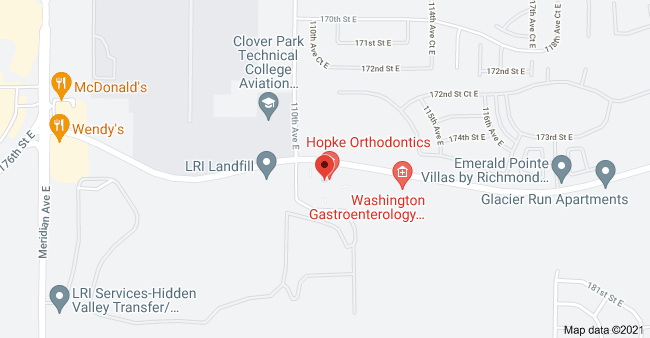 170th St E
117th Ave
114th Ave Ct E
110th Ave Ct E
171st St E
118th Ave Ct E
172nd St E
Clover Park
Technical
College
Aviation...
McDonald's
172nd St Ct E
110th Ave E
115th Ave E
116th Ave E
Wendy's
174th St E
173rd St E
176th St E
Hopke Orthodontics
LRI Landfill
Emerald Pointe
Villas by Richmond...
Washington
Gastroenterology...
Glacier Run Apartments
Meridian Ave E
LRI Services-Hidden
Valley Transfer/...
181st St E
Map data ©2021